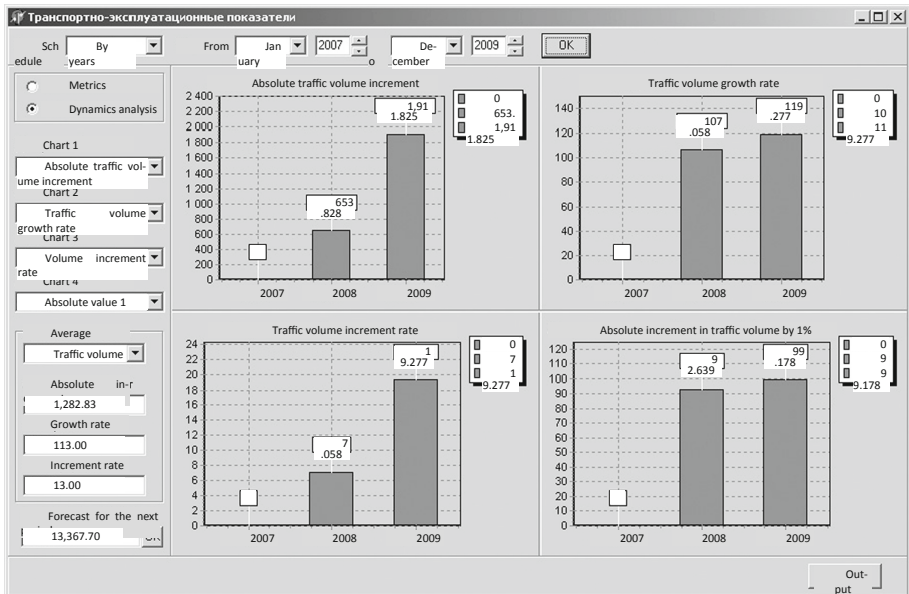 Транспортно-эксплуатационные показатели
Sch
edule
By
years
From
Jan
uary
2007
o
De-
cember
2009
OK
Metrics
Dynamics analysis
Chart 1
Absolute traffic vol-
ume increment
Chart 2
Traffic volume
growth rate
Chart 3
Volume increment
rate
Chart 4
Absolute value 1
Average
Traffic volume
Absolute in-r
1,282.83
Growth rate
113.00
Increment rate
13.00
Forecast for the next
13,367.70
Absolute traffic volume increment
2 400
2 200
2 000
1 800
1 600
1 400
1 200
1 000
800
600
400
200
0
653
.828
1,91
1.825
2007 2008 2009
0
653.
1,91
1.825
Traffic volume growth rate
140
120
100
80
60
40
20
0
107
.058
119
.277
2007 2008 2009
0
10
11
9.277
Traffic volume increment rate
24
22
20
18
16
14
12
10
8
6
4
2
0
7
.058
1
9.277
2007 2008 2009
0
7
1
9.277
Absolute increment in traffic volume by 1%
120
110
100
90
80
70
60
50
40
30
20
10
0
9
2.639
99
.178
2007 2008 2009
0
9
9
9.178
Out-
put